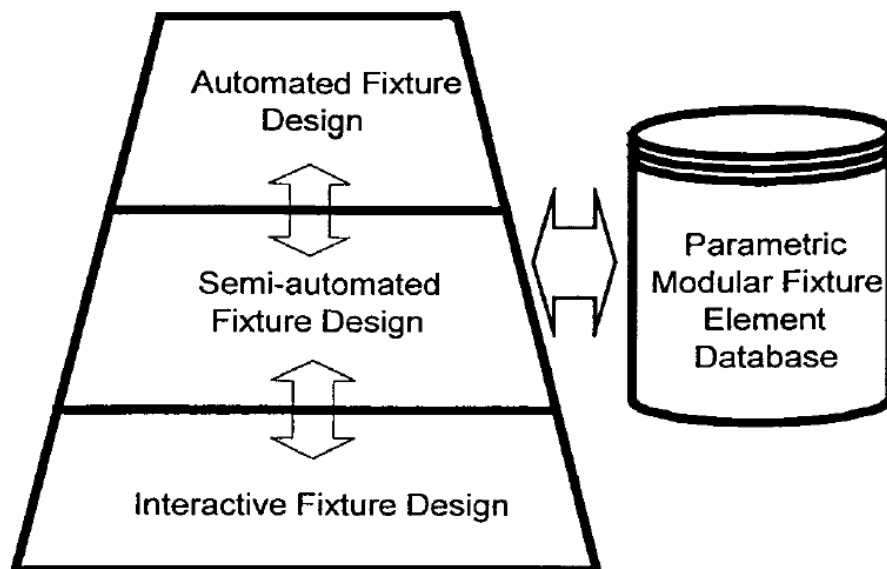 Automated Fixture
Design
Semi-automated
Fixture Design
Interactive Fixture Design
Parametric
Modular Fixture
Element
Database